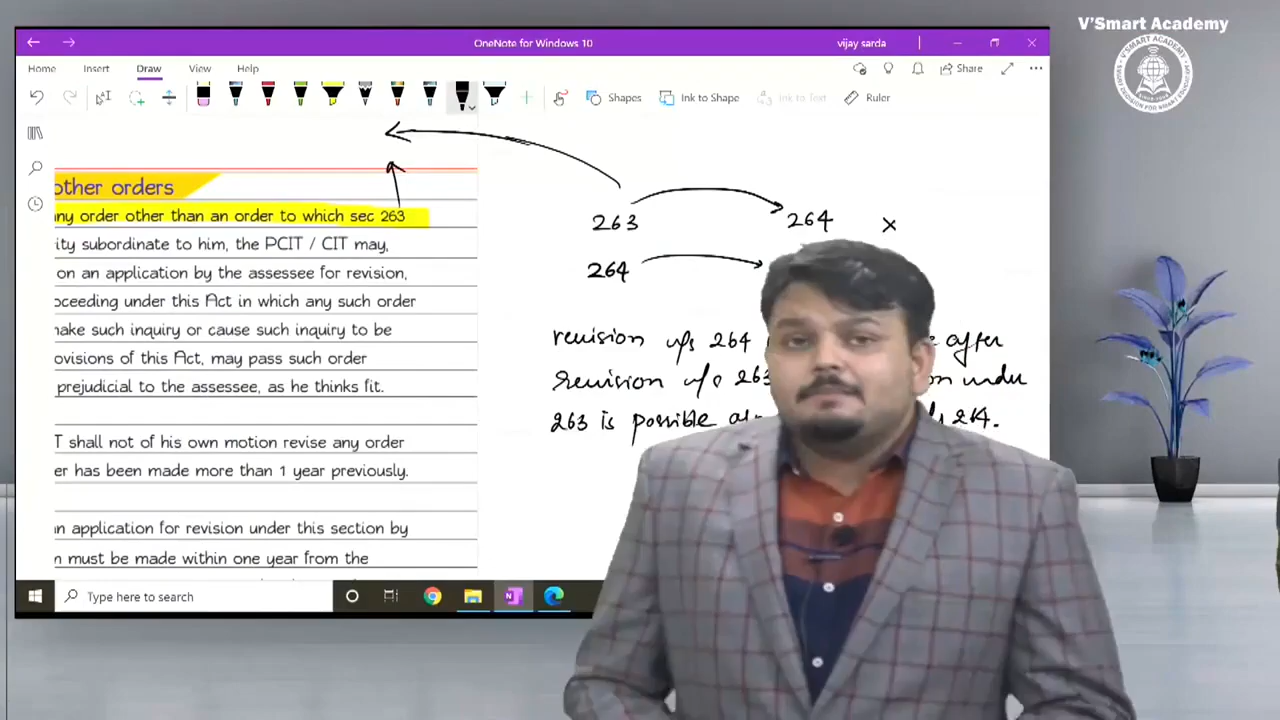 V'Smart Academy
OneNote for Windows 10
vijay sarda
Home Insert Draw View Help
Share
Shapes Ink to Shape Ink to Text Ruler
other orders
any order other than an order to which sec 263
ity subordinate to him, the PCIT / CIT may,
on an application by the assessee for revision,
oceeding under this Act in which any such order
make such inquiry or cause such inquiry to be
ovisions of this Act, may pass such order
prejudicial to the assessee, as he thinks fit.
T shall not of his own motion revise any order
er has been made more than 1 year previously.
an application for revision under this section by
n must be made within one year from the
263 264 x
264
revision u/s 264 after
Revision u/s 263 on under
263 is possible 264.
Type here to search